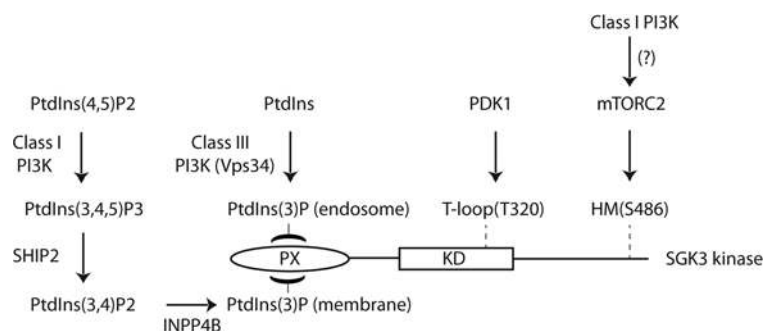 Class I PI3K
(?)
PtdIns(4,5)P2 PtdIns PDK1 mTORC2
Class I
PI3K
Class III
PI3K (Vps34)
PtdIns(3,4,5)P3 PtdIns(3)P (endosome) T-loop(T320) HM(S486)
SHIP2 PX KD SGK3 kinase
PtdIns(3,4)P2 PtdIns(3)P (membrane)
INPP4B